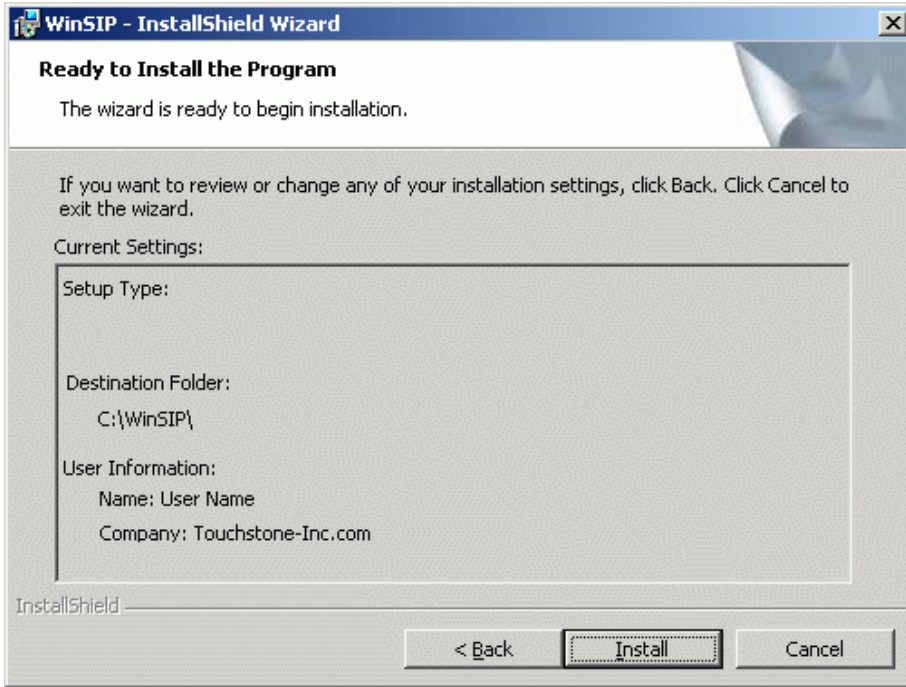 WinSIP - InstallShield Wizard
Ready to Install the Program
The wizard is ready to begin installation.
If you want to review or change any of your installation settings, click Back. Click Cancel to
exit the wizard.
Current Settings:
Setup Type:
Destination Folder:
C:\WinSIP\
User Information:
Name: User Name
Company: Touchstone-Inc.com
InstallShield
< Back
Install
Cancel